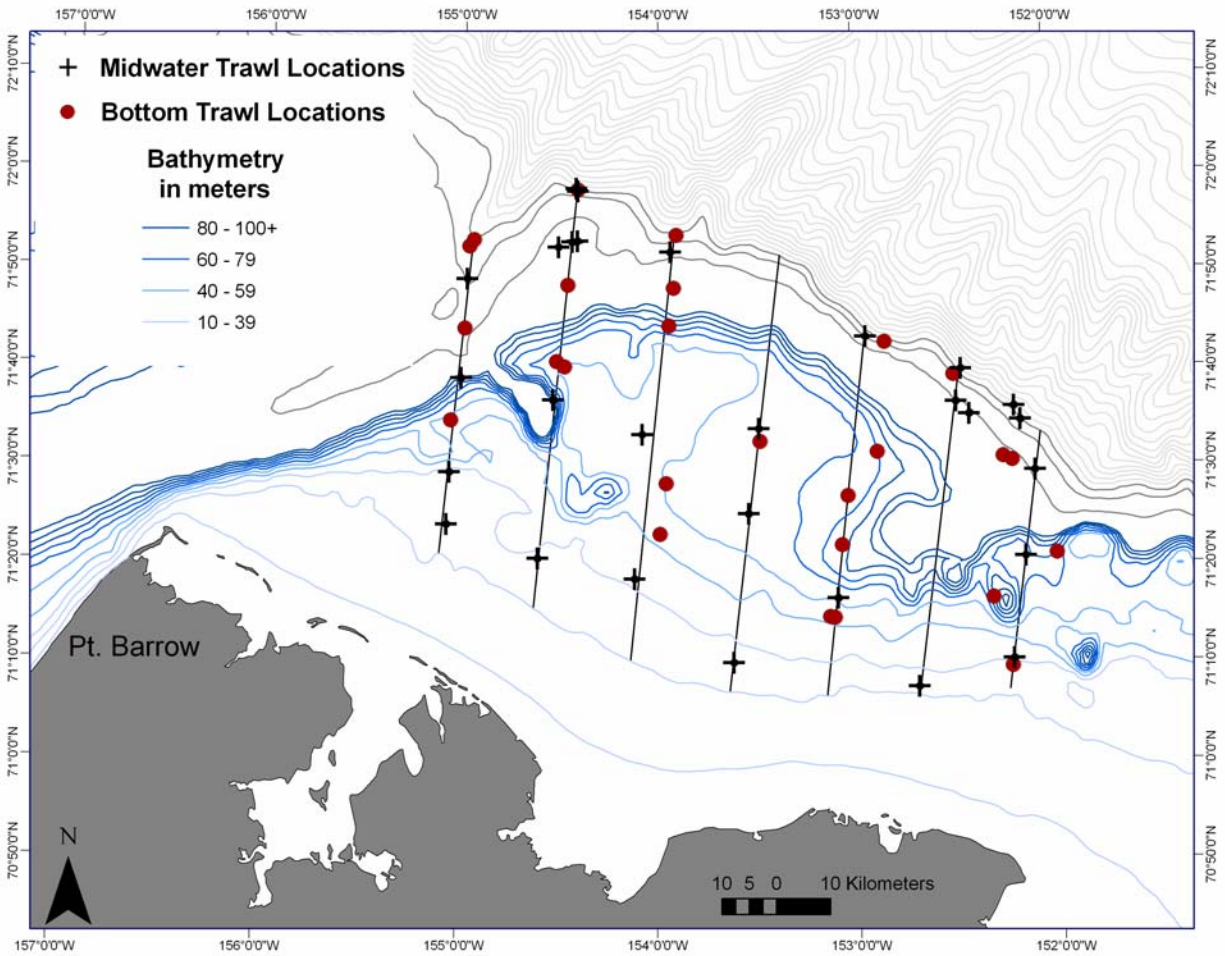 157°0'0"W 156°0'0"W 155°0'0"W 154°0'0"W 153°0'0"W 152°0'0"W
Midwater Trawl Locations
Bottom Trawl Locations
Bathymetry
in meters
80 - 100+
60 - 79
40 - 59
10 - 39
72°10'0"N
72°0'0"N
71°50'0"N
71°40'0"N
71°30'0"N
71°20'0"N
71°10'0"N
71°0'0"N
70°50'0"N
72°10'0"N
72°0'0"N
71°50'0"N
71°40'0"N
71°30'0"N
71°20'0"N
71°10'0"N
71°0'0"N
70°50'0"N
Pt. Barrow
N
10 5 0 10 Kilometers
157°0'0"W 156°0'0"W 155°0'0"W 154°0'0"W 153°0'0"W 152°0'0"W